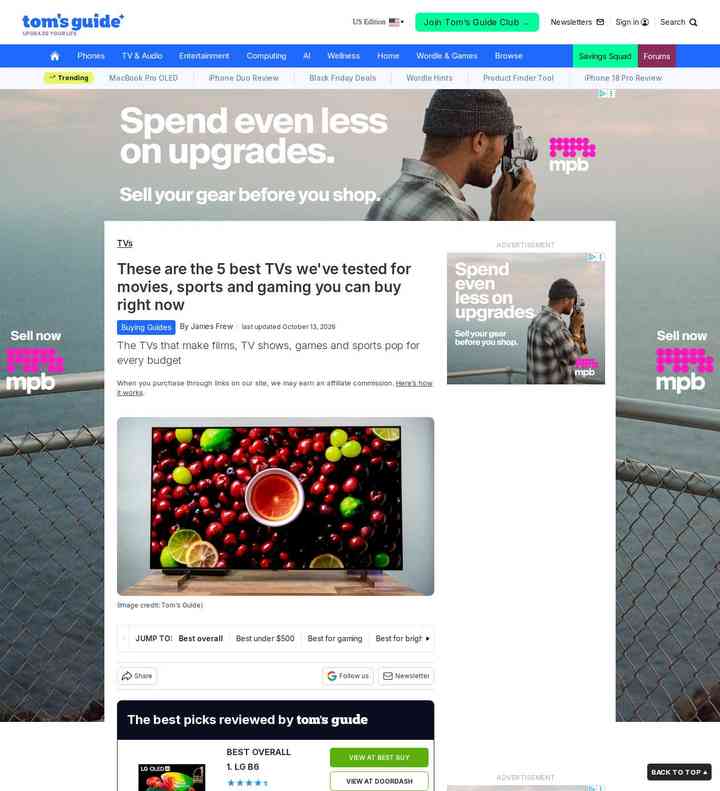 tom's guide
UPGRADE YOUR LIFE
US Edition
Join Tom's Guide Club →
Newsletters
Sign in
Search
Phones
TV & Audio
Entertainment
Computing
AI
Wellness
Home
Wordle & Games
Browse
Savings Squad
Forums
Trending
MacBook Pro OLED
iPhone Duo Review
Black Friday Deals
Wordle Hints
Product Finder Tool
iPhone 18 Pro Review
Spend even less
on upgrades.
Sell your gear before you shop.
mpb
Sell now
mpb
Sell now
mpb
TVs
These are the 5 best TVs we've tested for
movies, sports and gaming you can buy
right now
Buying Guides By James Frew last updated October 13, 2026
The TVs that make films, TV shows, games and sports pop for
every budget
When you purchase through links on our site, we may earn an affiliate commission. Here's how
it works.
ADVERTISEMENT
Spend
even
less on
upgrades.
Sell your gear
before you shop.
mpb
(Image credit: Tom's Guide)
JUMP TO: Best overall Best under $500 Best for gaming Best for brigh
Share
Follow us
Newsletter
The best picks reviewed by tom's guide
LG OLED
BEST OVERALL
1. LG B6
VIEW AT BEST BUY
VIEW AT DOORDASH
ADVERTISEMENT
BACK TO TOP